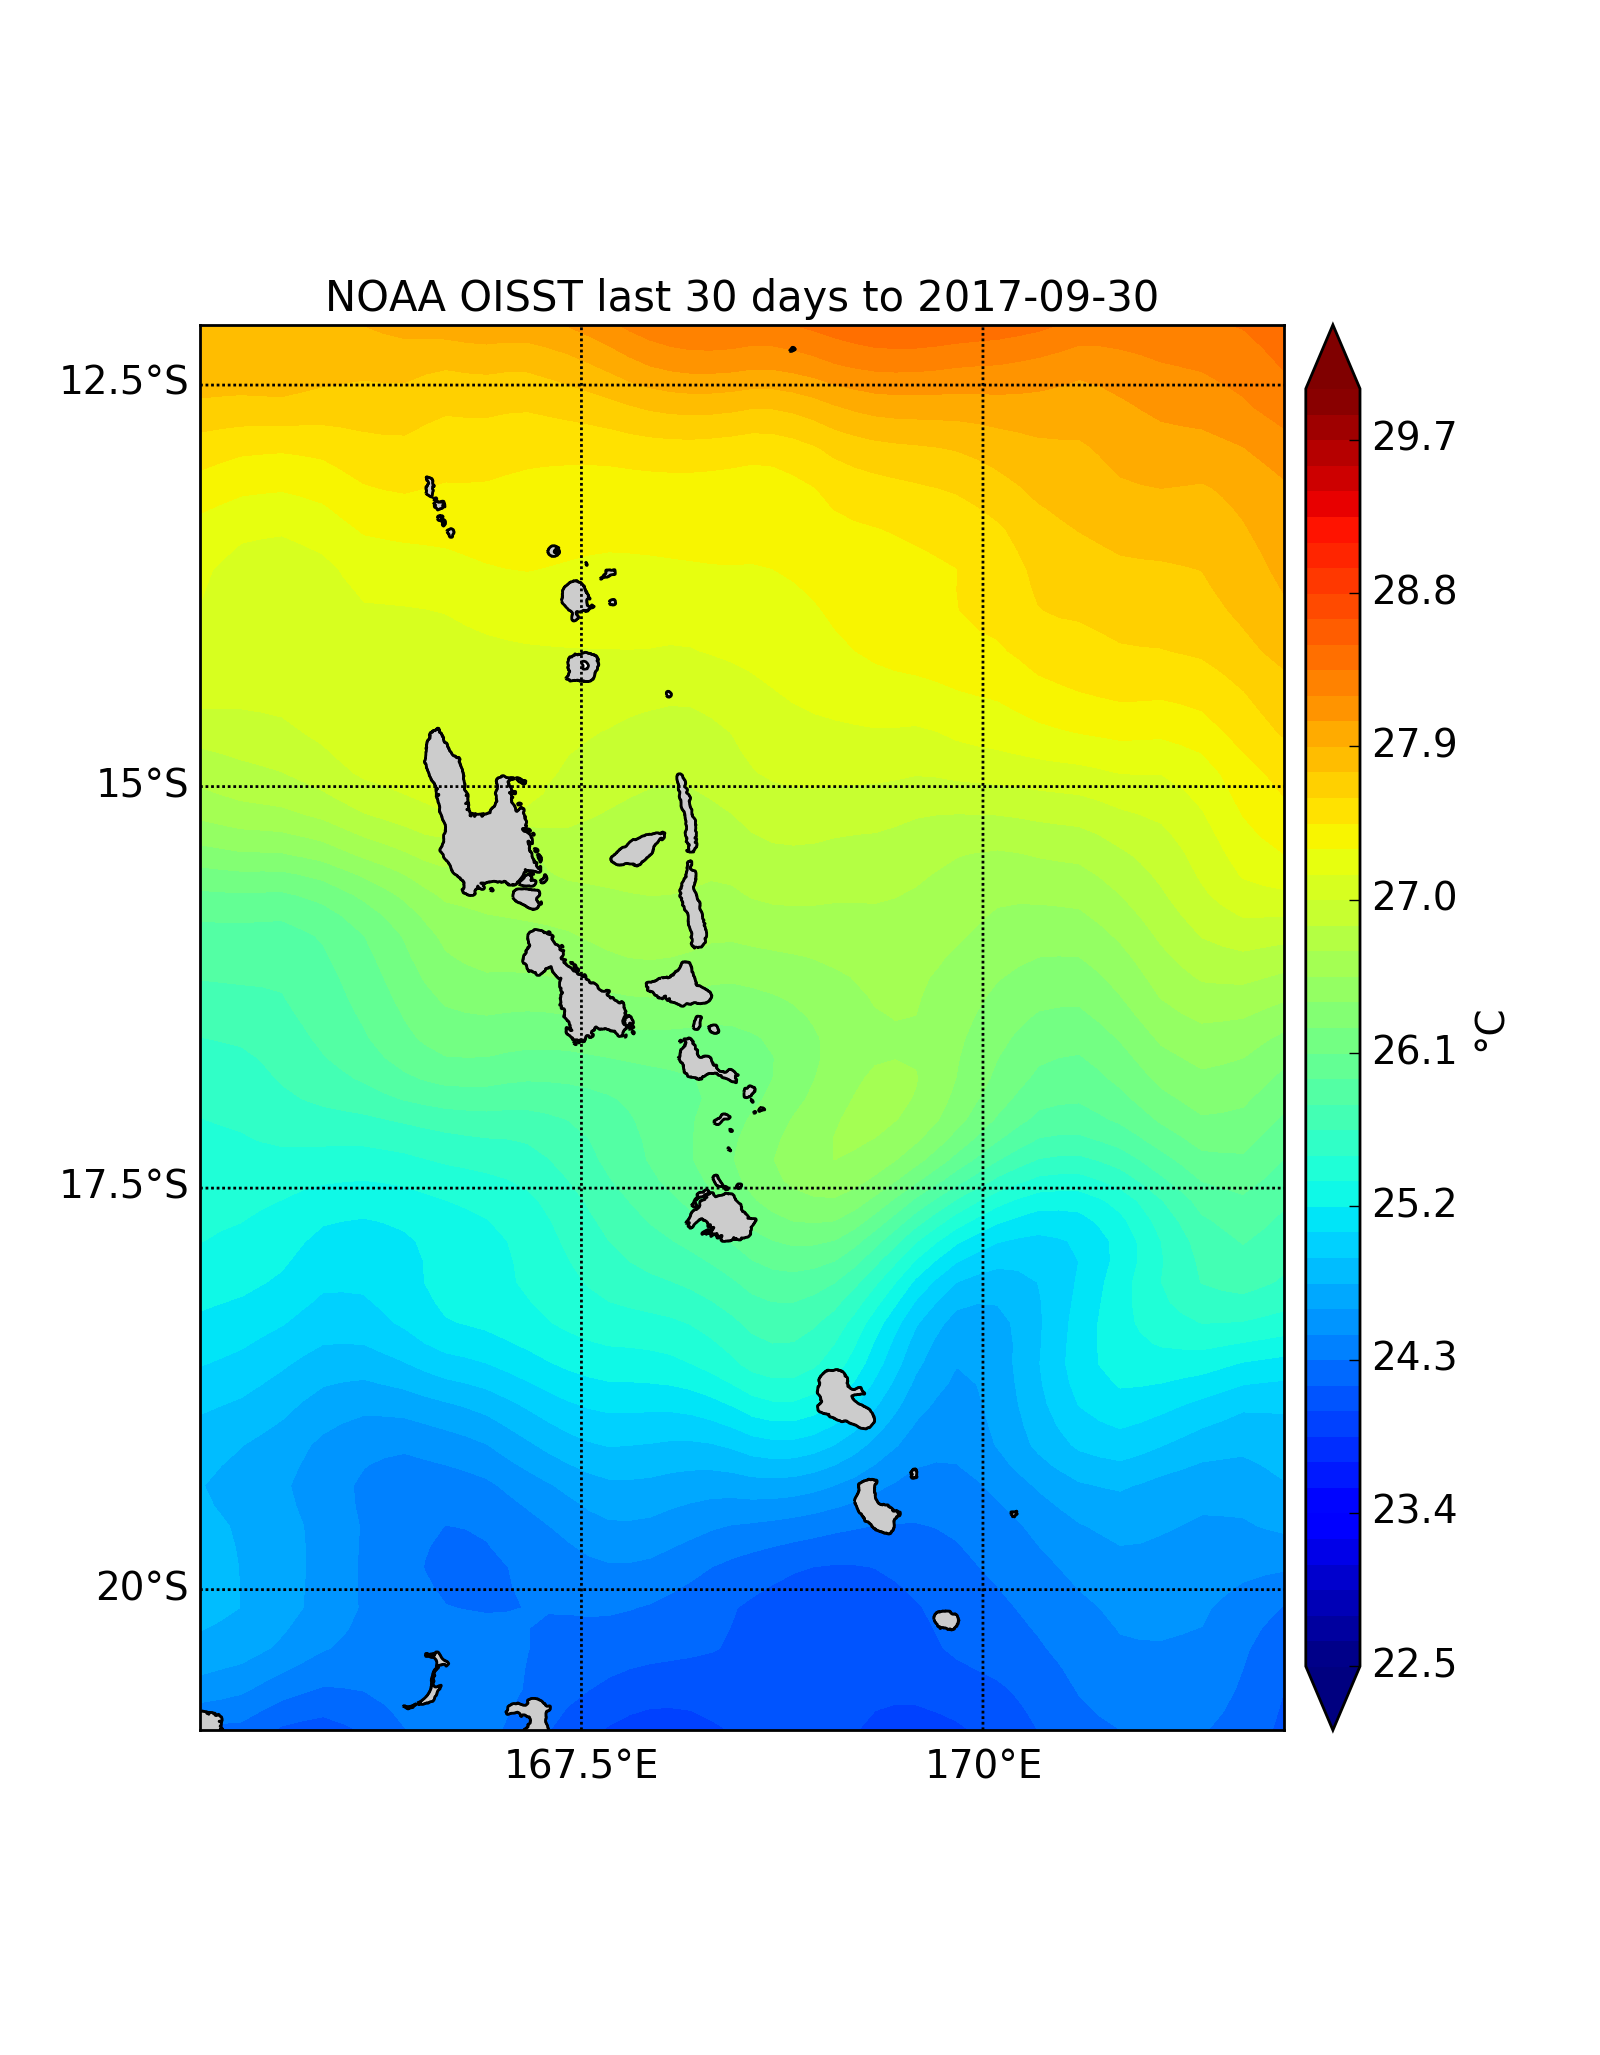 NOAA OISST last 30 days to 2017-09-30
12.5°S
15°S
17.5°S
20°S
167.5°E
170°E
29.7
28.8
27.9
27.0
26.1
25.2
24.3
23.4
22.5
°C